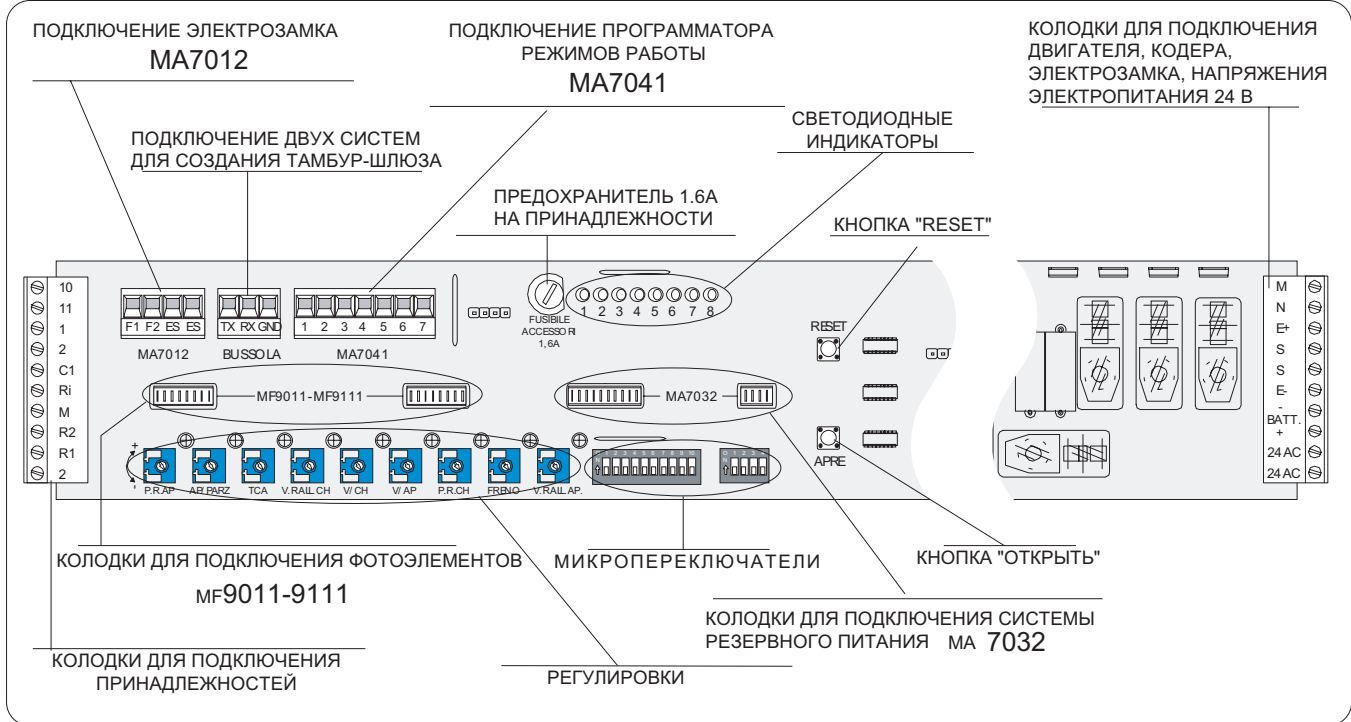 ПОДКЛЮЧЕНИЕ ЭЛЕКТРОЗАМКА
MA7012
ПОДКЛЮЧЕНИЕ ПРОГРАММАТОРА
РЕЖИМОВ РАБОТЫ
MA7041
КОЛОДКИ ДЛЯ ПОДКЛЮЧЕНИЯ
ДВИГАТЕЛЯ, КОДЕРА,
ЭЛЕКТРОЗАМКА, НАПРЯЖЕНИЯ
ЭЛЕКТРОПИТАНИЯ 24 В
ПОДКЛЮЧЕНИЕ ДВУХ СИСТЕМ
ДЛЯ СОЗДАНИЯ ТАМБУР-ШЛЮЗА
СВЕТОДИОДНЫЕ
ИНДИКАТОРЫ
ПРЕДОХРАНИТЕЛЬ 1.6А
НА ПРИНАДЛЕЖНОСТИ
КНОПКА "RESET"
10
11
1
2
C1
Ri
M
R2
R1
2
F1 F2 ES ES
MA7012
TX RX GND
BUSSOLA
1 2 3 4 5 6 7
MA7041
FUSIBILE
ACCESSORI
1,6A
1 2 3 4 5 6 7 8
RESET
APRE
M
N
E+
S
S
E-
-
BATT.
+
24 AC
24 AC
MF9011-MF9111
MA7032
+
-
P.R.AP AP.PARZ TCA V.RALL.CH V/CH V/AP P.R.CH FRENO V.RALL.AP.
КОЛОДКИ ДЛЯ ПОДКЛЮЧЕНИЯ ФОТОЭЛЕМЕНТОВ
MF9011-9111
МИКРОПЕРЕКЛЮЧАТЕЛИ
КНОПКА "ОТКРЫТЬ"
КОЛОДКИ ДЛЯ ПОДКЛЮЧЕНИЯ СИСТЕМЫ
РЕЗЕРВНОГО ПИТАНИЯ МА 7032
КОЛОДКИ ДЛЯ ПОДКЛЮЧЕНИЯ
ПРИНАДЛЕЖНОСТЕЙ
РЕГУЛИРОВКИ